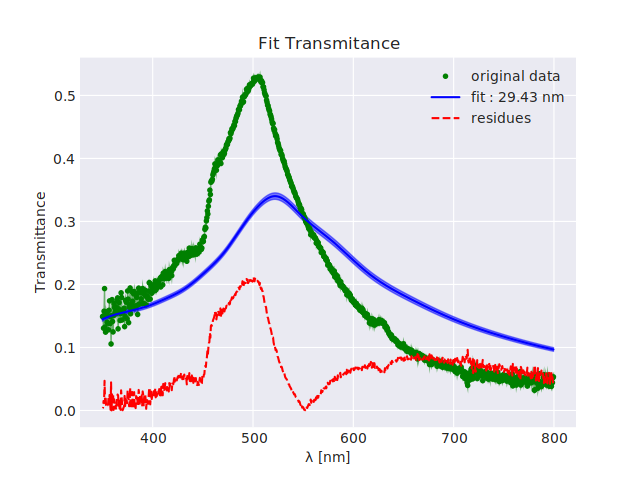 Fit Transmitance
original data
fit : 29.43 nm
residues
Transmittance
0.5
0.4
0.3
0.2
0.1
0.0
400 500 600 700 800
λ [nm]